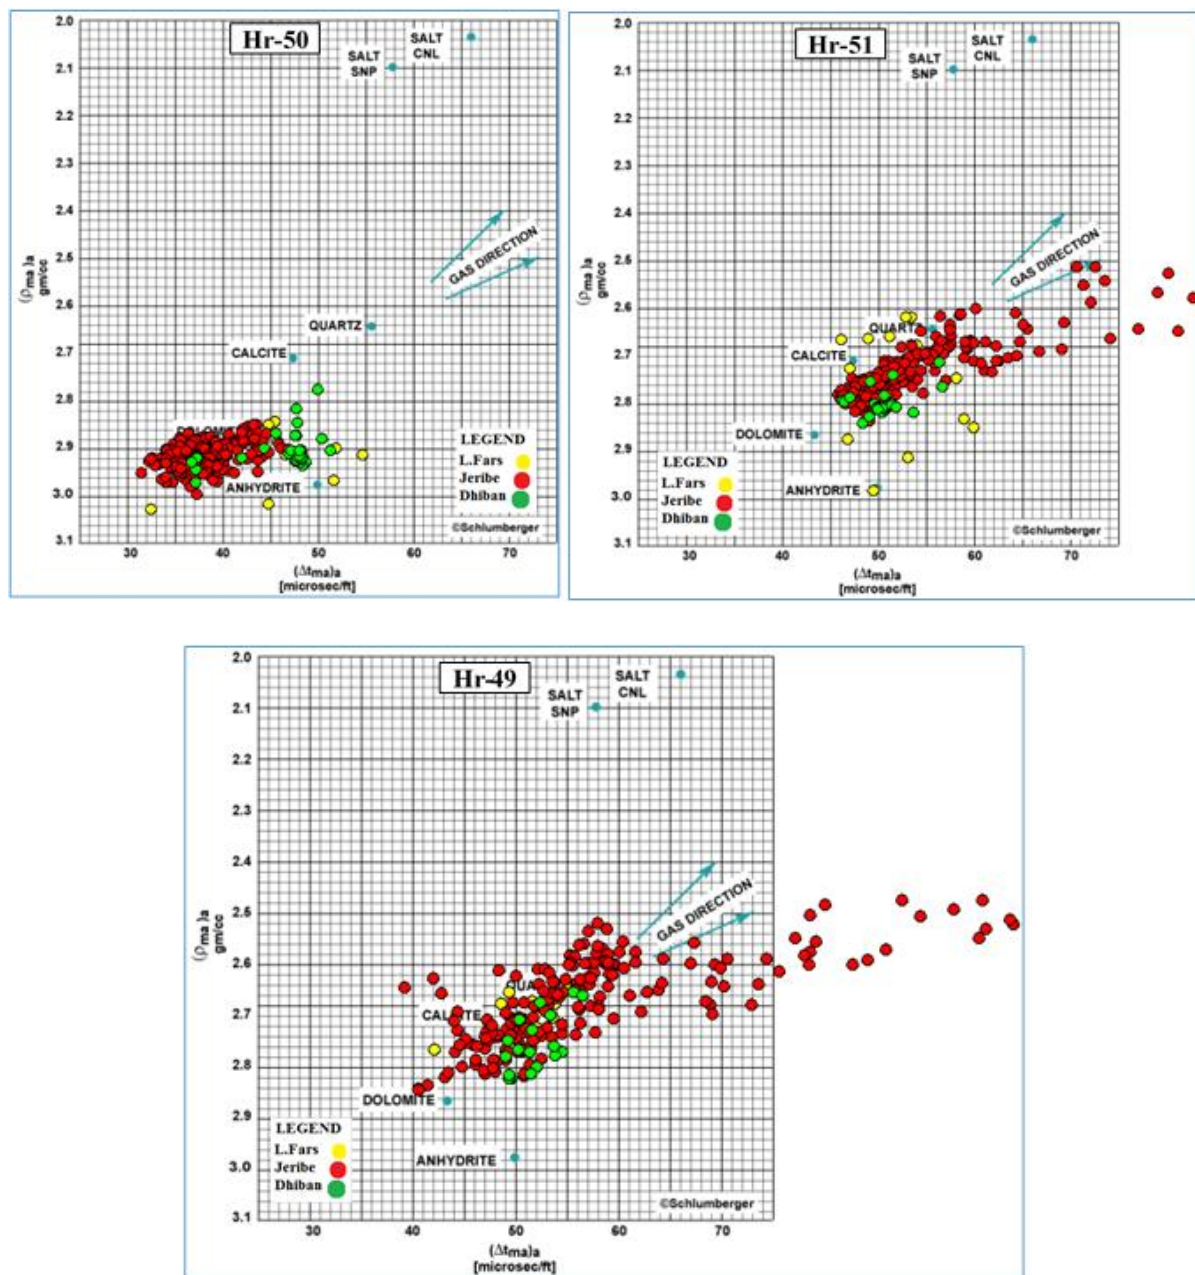 Hr-50
2.0
2.1
2.2
2.3
2.4
2.5
2.6
2.7
2.8
2.9
3.0
3.1
(ρma)a
gm/cc
SALT
CNL
SALT
SNP
GAS DIRECTION
QUARTZ
CALCITE
DOLOMITE
ANHYDRITE
LEGEND
L.Fars
Jeribe
Dhiban
©Schlumberger
30 40 50 60 70
(Δtma)a
[microsec/ft]
Hr-51
2.0
2.1
2.2
2.3
2.4
2.5
2.6
2.7
2.8
2.9
3.0
3.1
(ρma)a
gm/cc
SALT
CNL
SALT
SNP
GAS DIRECTION
QUARTZ
CALCITE
DOLOMITE
ANHYDRITE
LEGEND
L.Fars
Jeribe
Dhiban
©Schlumberger
30 40 50 60 70
(Δtma)a
[microsec/ft]
Hr-49
2.0
2.1
2.2
2.3
2.4
2.5
2.6
2.7
2.8
2.9
3.0
3.1
(ρma)a
gm/cc
SALT
CNL
SALT
SNP
GAS DIRECTION
CALCITE
DOLOMITE
ANHYDRITE
LEGEND
L.Fars
Jeribe
Dhiban
©Schlumberger
30 40 50 60 70
(Δtma)a
[microsec/ft]